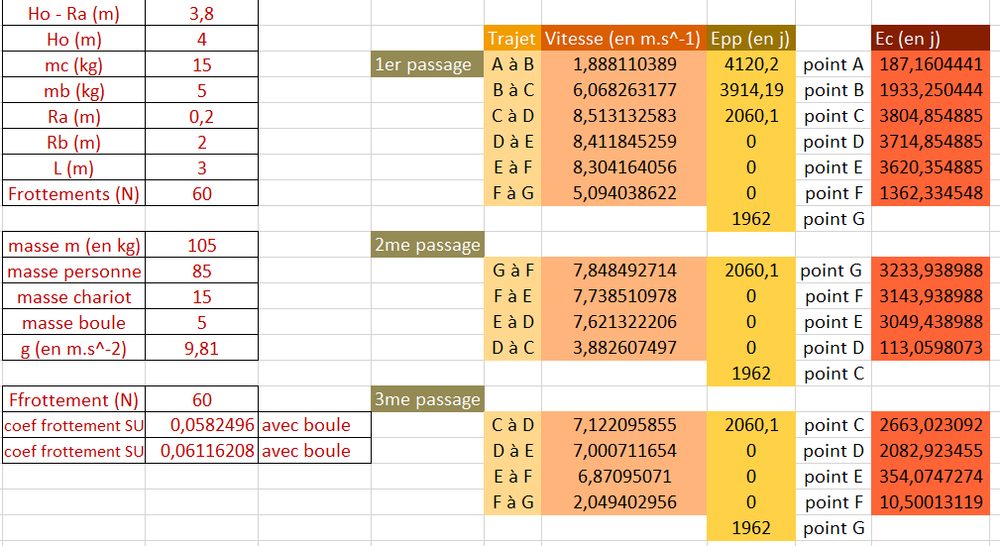 Ho - Ra (m) 3,8
Ho (m) 4 Trajet Vitesse (en m.s^-1) Epp (en j) Ec (en j)
mc (kg) 15 1er passage A à B 1,888110389 4120,2 point A 187,1604441
mb (kg) 5 B à C 6,068263177 3914,19 point B 1933,250444
Ra (m) 0,2 C à D 8,513132583 2060,1 point C 3804,854885
Rb (m) 2 D à E 8,411845259 0 point D 3714,854885
L (m) 3 E à F 8,304164056 0 point E 3620,354885
Frottements (N) 60 F à G 5,094038622 0 point F 1362,334548
1962 point G
masse m (en kg) 105 2me passage
masse personne 85 G à F 7,848492714 2060,1 point G 3233,938988
masse chariot 15 F à E 7,738510978 0 point F 3143,938988
masse boule 5 E à D 7,621322206 0 point E 3049,438988
g (en m.s^-2) 9,81 D à C 3,882607497 0 point D 113,0598073
1962 point C
Ffrottement (N) 60 3me passage
coef frottement SU 0,0582496 avec boule C à D 7,122095855 2060,1 point C 2663,023092
coef frottement SU 0,06116208 avec boule D à E 7,000711654 0 point D 2082,923455
E à F 6,87095071 0 point E 354,0747274
F à G 2,049402956 0 point F 10,50013119
1962 point G